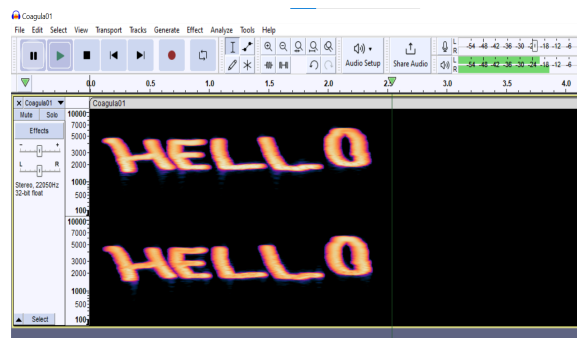 Coagula01
File Edit Select View Transport Tracks Generate Effect Analyze Tools Help
Audio Setup
Share Audio
L R -54 -48 -42 -36 -30 -24 -18 -12 -6
L R -54 -48 -42 -36 -30 -24 -18 -12 -6
0.0 0.5 1.0 1.5 2.0 2.5 3.0 3.5 4.0
Coagula01
Coagula01
Mute Solo
Effects
- +
L R
Stereo, 22050Hz
32-bit float
Select
10000
7000
5000
3000
2000
1000
500
100
HELLO
10000
7000
5000
3000
2000
1000
500
100
HELLO